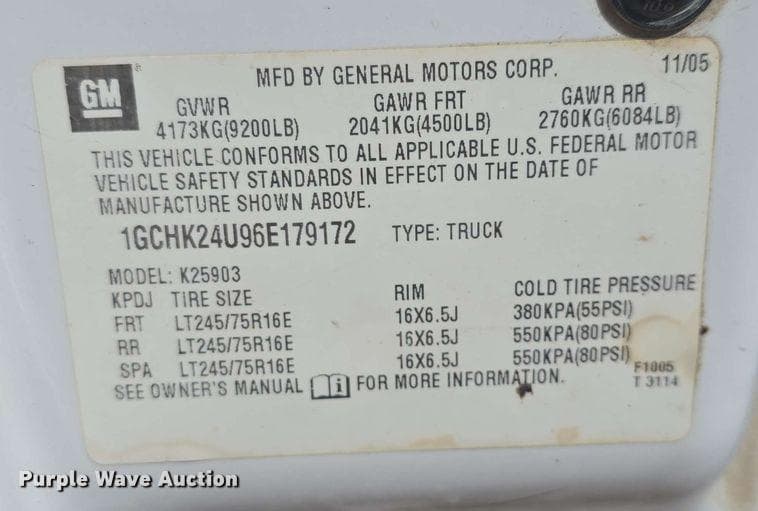 GM
MFD BY GENERAL MOTORS CORP. 11/05
GVWR GAWR FRT GAWR RR
4173KG(9200LB) 2041KG(4500LB) 2760KG(6084LB)
THIS VEHICLE CONFORMS TO ALL APPLICABLE U.S. FEDERAL MOTOR
VEHICLE SAFETY STANDARDS IN EFFECT ON THE DATE OF
MANUFACTURE SHOWN ABOVE.
1GCHK24U96E179172 TYPE: TRUCK
MODEL: K25903
KPDJ TIRE SIZE RIM COLD TIRE PRESSURE
FRT LT245/75R16E 16X6.5J 380KPA(55PSI)
RR LT245/75R16E 16X6.5J 550KPA(80PSI)
SPA LT245/75R16E 16X6.5J 550KPA(80PSI)
SEE OWNER'S MANUAL i FOR MORE INFORMATION.
F1005
T 3114
Purple Wave Auction